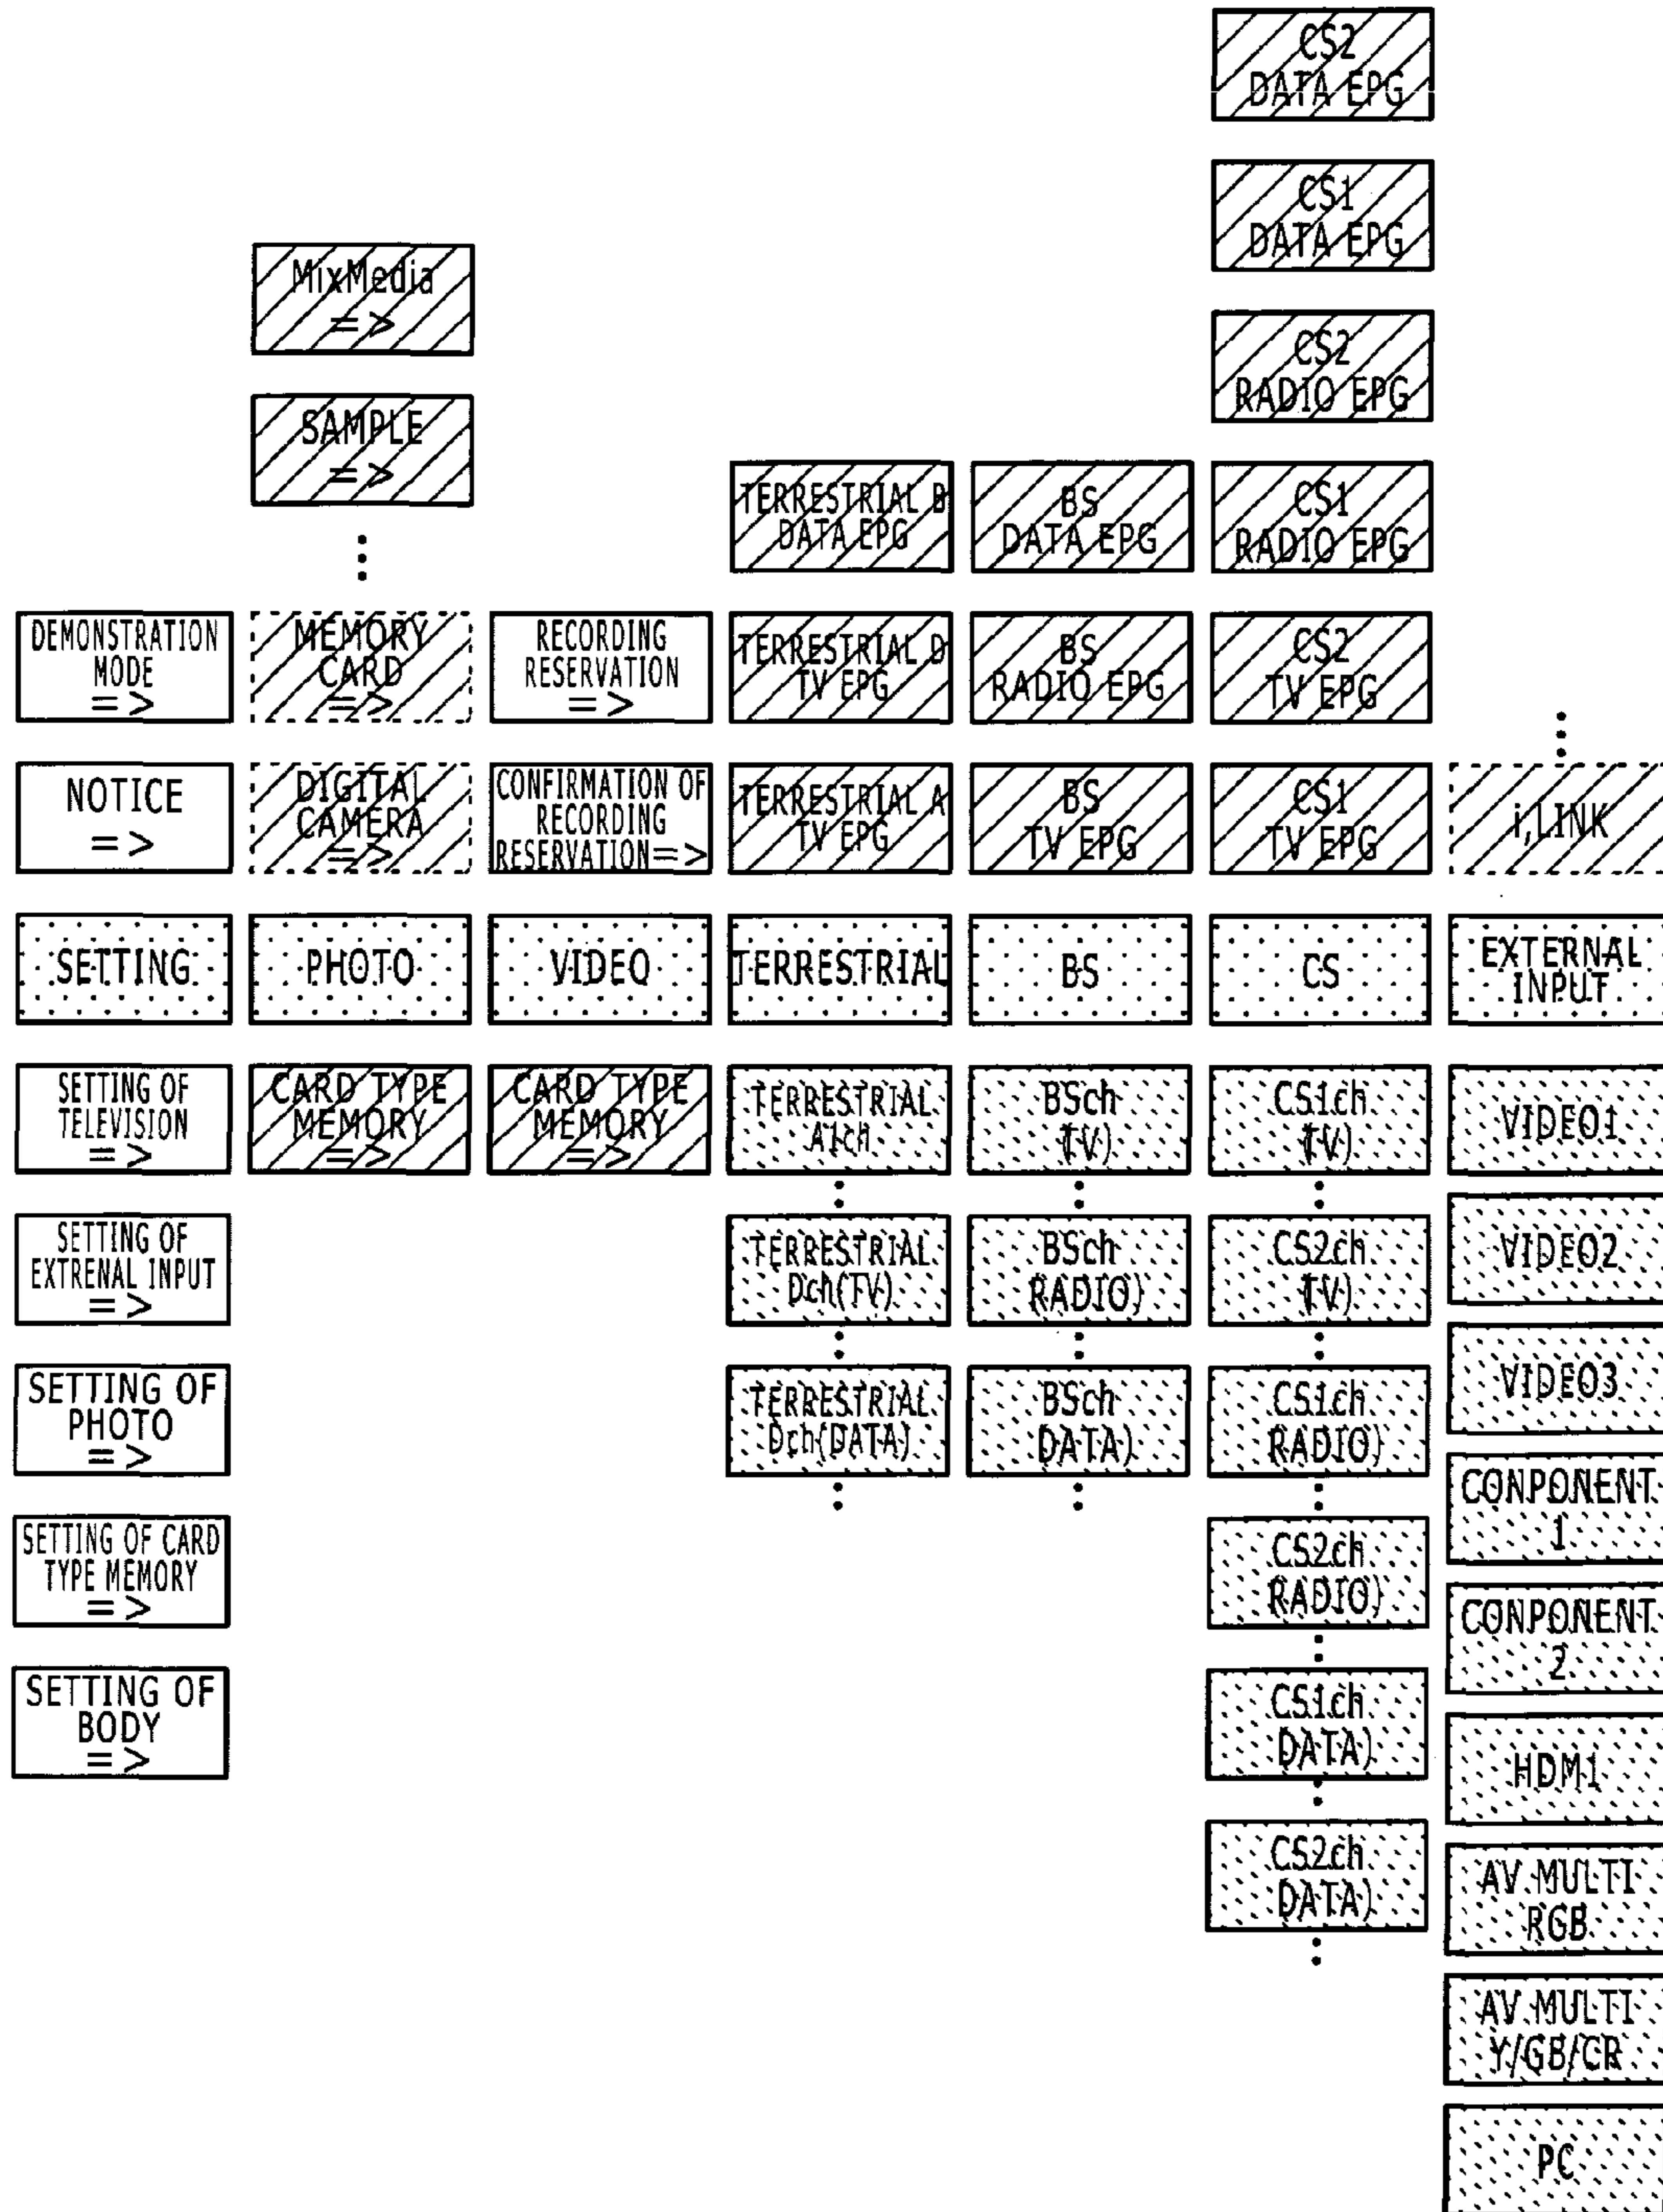 CS2
DATA EPG
CS1
DATA EPG
MixMedia
=>
CS2
RADIO EPG
SAMPLE
=>
TERRESTRIAL B
DATA EPG
BS
DATA EPG
CS1
RADIO EPG
DEMONSTRATION
MODE
=>
MEMORY
CARD
=>
RECORDING
RESERVATION
=>
TERRESTRIAL D
TV EPG
BS
RADIO EPG
CS2
TV EPG
NOTICE
=>
DIGITAL
CAMERA
=>
CONFIRMATION OF
RECORDING
RESERVATION=>
TERRESTRIAL A
TV EPG
BS
TV EPG
CS1
TV EPG
i,LINK
SETTING
PHOTO
VIDEO
TERRESTRIAL
BS
CS
EXTERNAL
INPUT
SETTING OF
TELEVISION
=>
CARD TYPE
MEMORY
=>
CARD TYPE
MEMORY
=>
TERRESTRIAL
A1ch
BSch
(TV)
CS1ch
(TV)
VIDEO1
SETTING OF
EXTRENAL INPUT
=>
TERRESTRIAL
Dch(TV)
BSch
RADIO)
CS2ch
(TV)
VIDEO2
SETTING OF
PHOTO
=>
TERRESTRIAL
Dch(DATA)
BSch
DATA)
CS1ch
RADIO)
VIDEO3
CONPONENT
1
SETTING OF CARD
TYPE MEMORY
=>
CS2ch
RADIO)
CONPONENT
2
SETTING OF
BODY
=>
CS1ch
DATA)
HDM1
CS2ch
DATA)
AV MULTI
RGB
AV MULTI
Y/GB/CR
PC